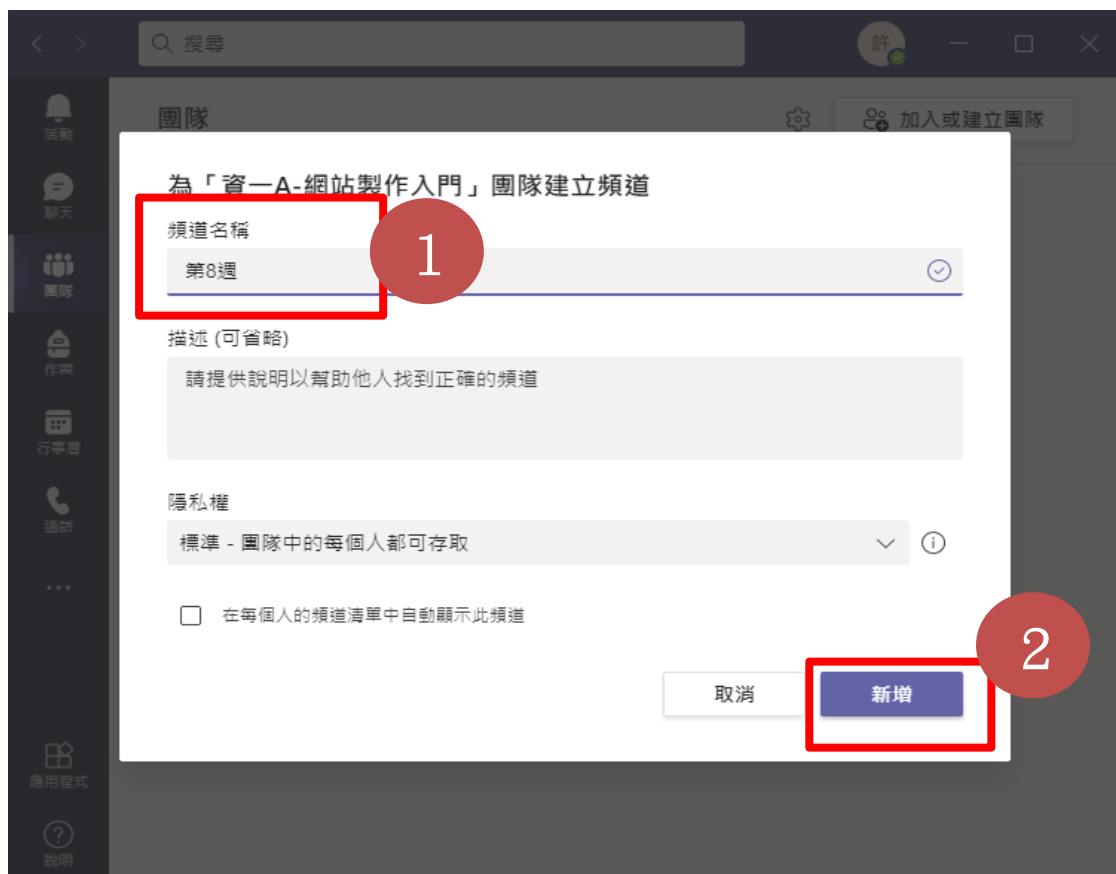 搜尋
許
活動
團隊
加入或建立團隊
聊天
團隊
作業
行事曆
通話
應用程式
說明
為「資一A-網站製作入門」團隊建立頻道
頻道名稱
1
第8週
描述 (可省略)
請提供說明以幫助他人找到正確的頻道
隱私權
標準 - 團隊中的每個人都可存取
在每個人的頻道清單中自動顯示此頻道
2
取消
新增